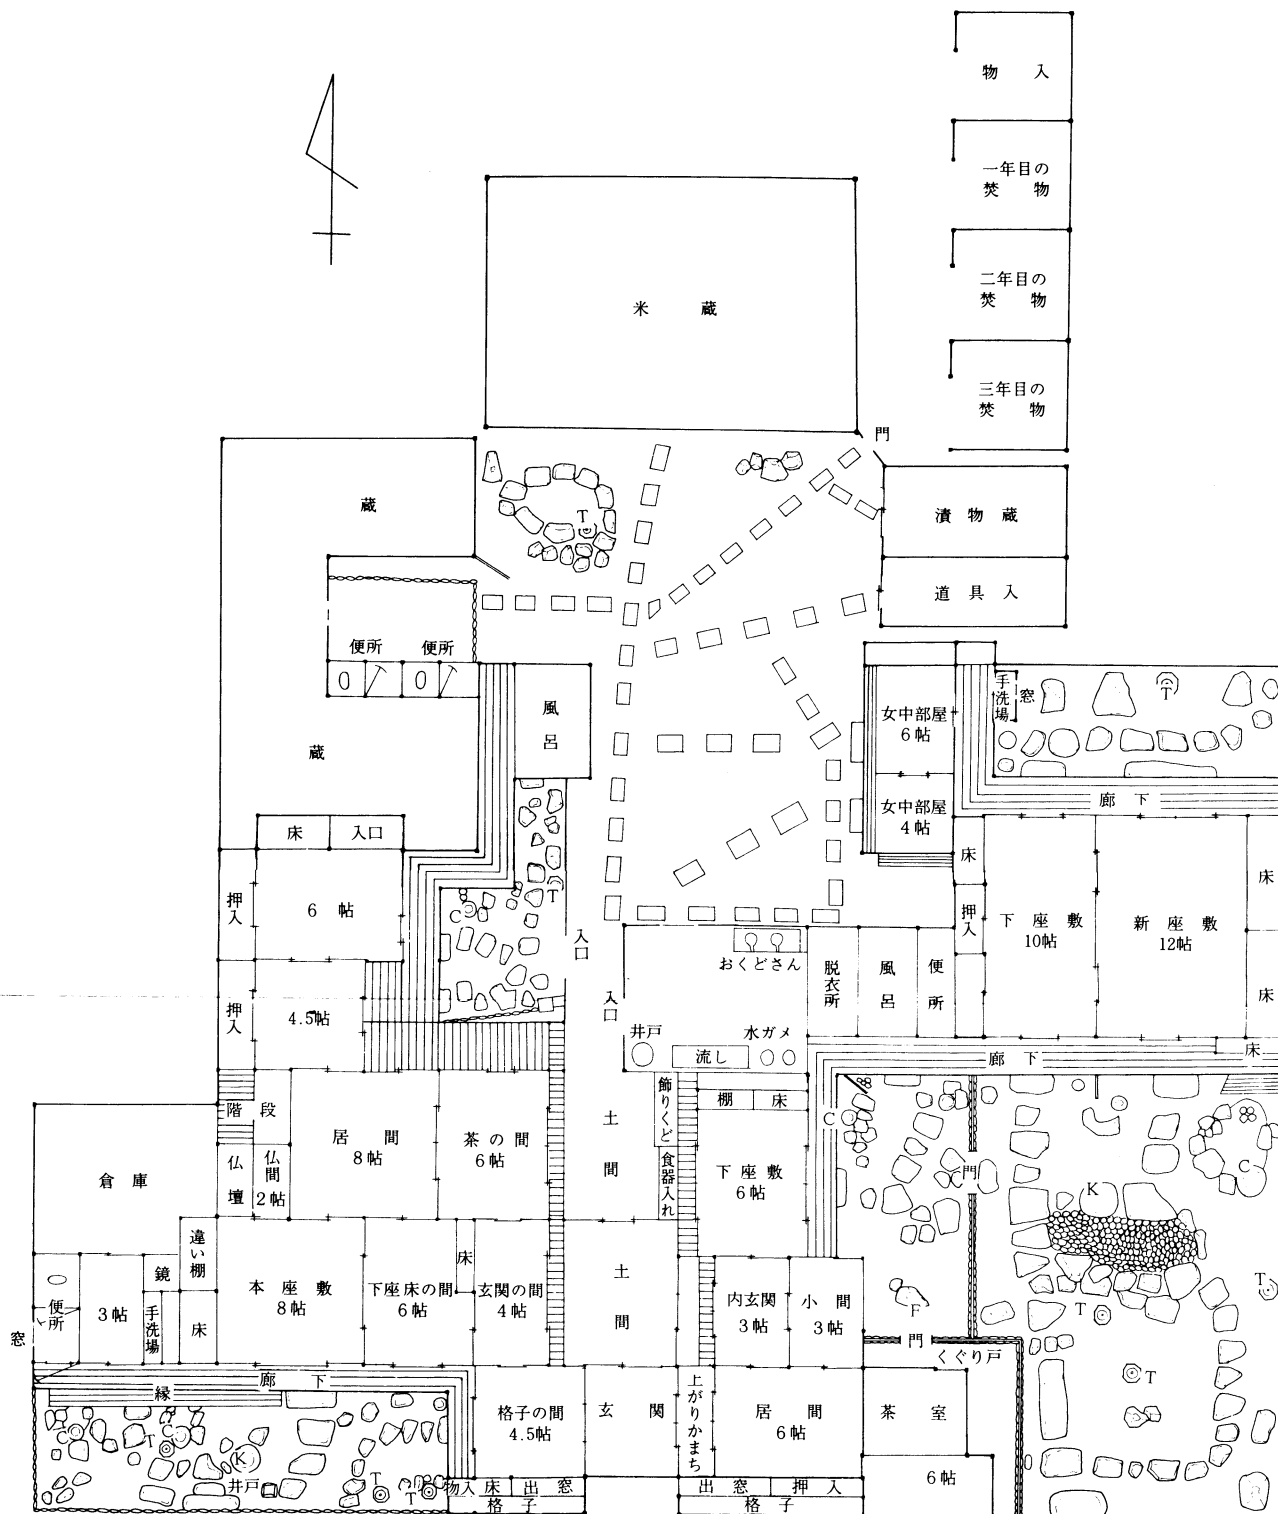 物入
一年目の
焚物
二年目の
焚物
三年目の
焚物
米蔵
門
蔵
T
漬物蔵
道具入
便所
便所
風呂
蔵
女中部屋
6帖
女中部屋
4帖
手洗場
窓
T
廊下
床
入口
床
押入
6帖
C
T
入口
押入
下座敷
10帖
新座敷
12帖
床
床
おくどさん
脱衣所
風呂
便所
押入
4.5帖
入口
井戸
流し
水ガメ
廊下
床
階段
居間
8帖
茶の間
6帖
土間
飾りくど
食器入れ
棚
床
下座敷
6帖
C
門
K
C
倉庫
仏壇
仏間
2帖
違い棚
本座敷
8帖
下座床の間
6帖
床
玄関の間
4帖
土間
内玄関
3帖
小間
3帖
F
T
T
窓
便所
3帖
鏡
手洗場
床
門
くぐり戸
廊下
縁
格子の間
4.5帖
玄関
上がりかまち
居間
6帖
茶室
T
C
T
C
K
井戸
T
T
物入
床
出窓
格子
出窓
押入
格子
6帖